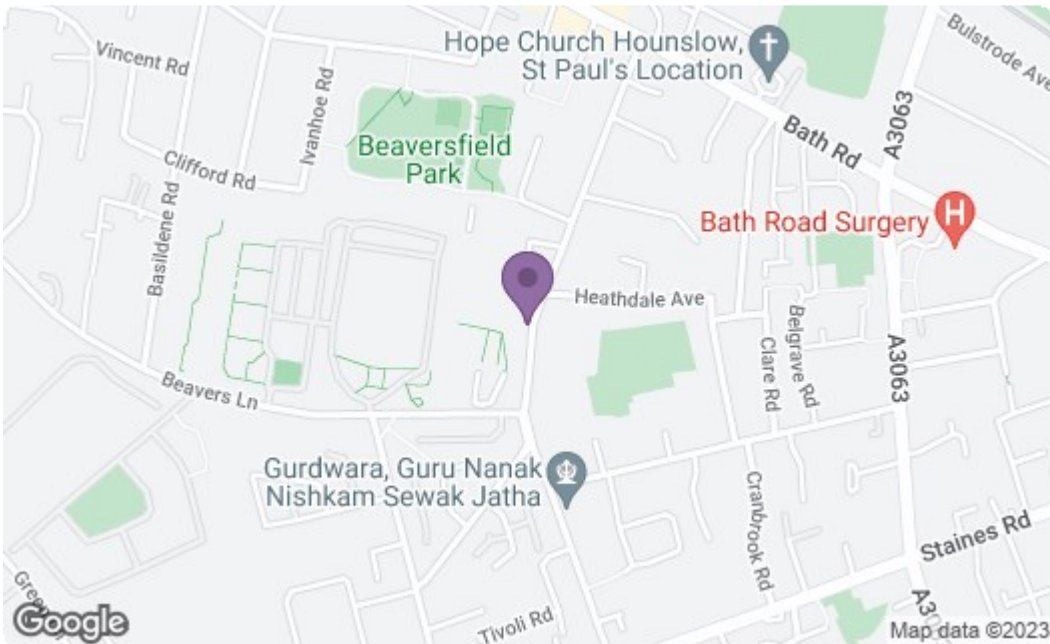 Hope Church Hounslow,
St Paul's Location
Vincent Rd
Ivanhoe Rd
Bulstrode Ave
A3063
Bath Rd
Beaversfield
Park
Clifford Rd
Basildene Rd
Bath Road Surgery
H
Heathdale Ave
Belgrave Rd
Clare Rd
A3063
Beavers Ln
Gurdwara, Guru Nanak
Nishkam Sewak Jatha
Cranbrook Rd
Staines Rd
Tivoli Rd
Google
Map data ©2023